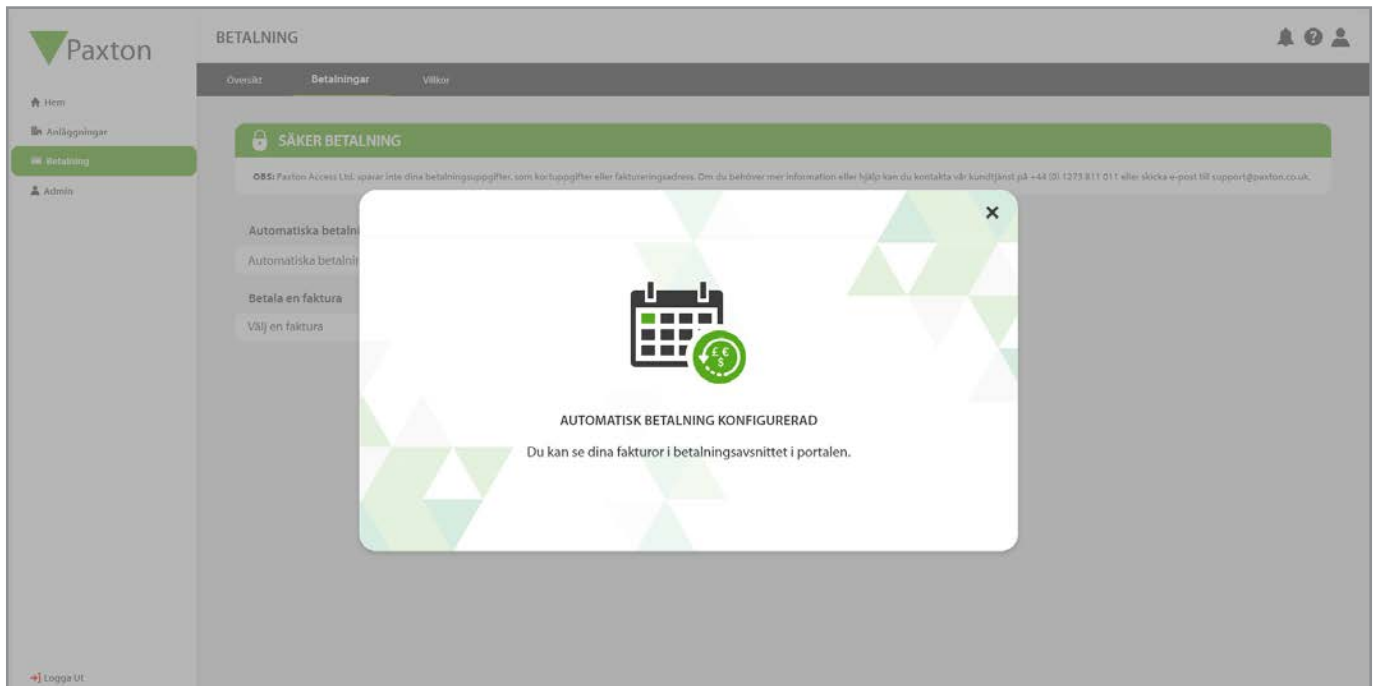 Paxton
BETALNING
Översikt Betalningar Villkor
Hem
Anläggningar
Betalning
Admin
SÄKER BETALNING
OBS: Paxton Access Ltd. sparar inte dina betalningsuppgifter, som kortuppgifter eller faktureringsadress. Om du behöver mer information eller hjälp kan du kontakta vår kundtjänst på +44 (0) 1273 811 011 eller skicka e-post till support@paxton.co.uk.
Automatiska betalni
Automatiska betalnin
Betala en faktura
Välj en faktura
£ €
$
AUTOMATISK BETALNING KONFIGURERAD
Du kan se dina fakturor i betalningsavsnittet i portalen.
Logga Ut